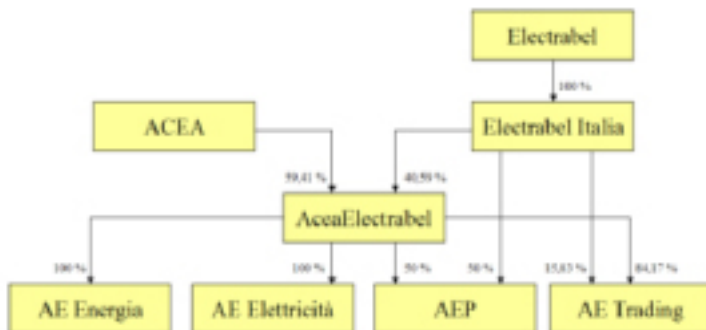 Electrabel
100 %
ACEA
Electrabel Italia
59,41 %
40,59 %
AceaElectrabel
100 %
100 %
50 %
50 %
15,83 %
84,17 %
AE Energia
AE Elettricità
AEP
AE Trading